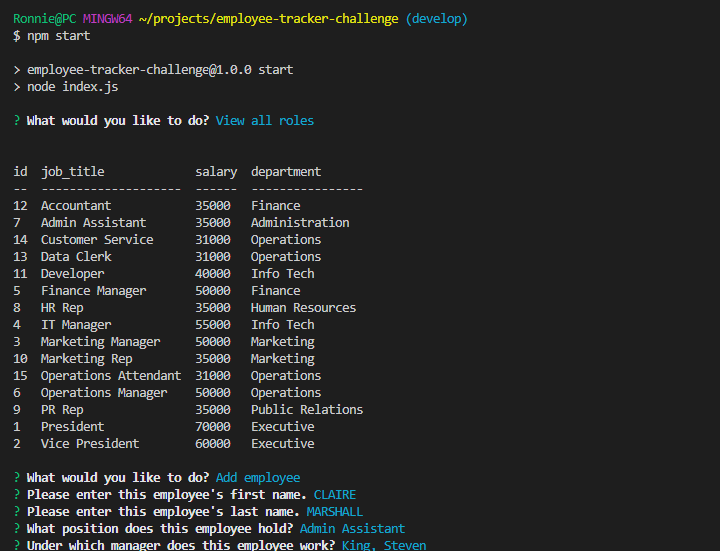 Ronnie@PC MINGW64 ~/projects/employee-tracker-challenge (develop)
$ npm start
> employee-tracker-challenge@1.0.0 start
> node index.js
? What would you like to do? View all roles
id  job_title             salary  department
--  --------------------  ------  ----------------
12  Accountant            35000   Finance
7   Admin Assistant       35000   Administration
14  Customer Service      31000   Operations
13  Data Clerk            31000   Operations
11  Developer             40000   Info Tech
5   Finance Manager       50000   Finance
8   HR Rep                35000   Human Resources
4   IT Manager            55000   Info Tech
3   Marketing Manager     50000   Marketing
10  Marketing Rep         35000   Marketing
15  Operations Attendant  31000   Operations
6   Operations Manager    50000   Operations
9   PR Rep                35000   Public Relations
1   President             70000   Executive
2   Vice President        60000   Executive
? What would you like to do? Add employee
? Please enter this employee's first name. CLAIRE
? Please enter this employee's last name. MARSHALL
? What position does this employee hold? Admin Assistant
? Under which manager does this employee work? King, Steven